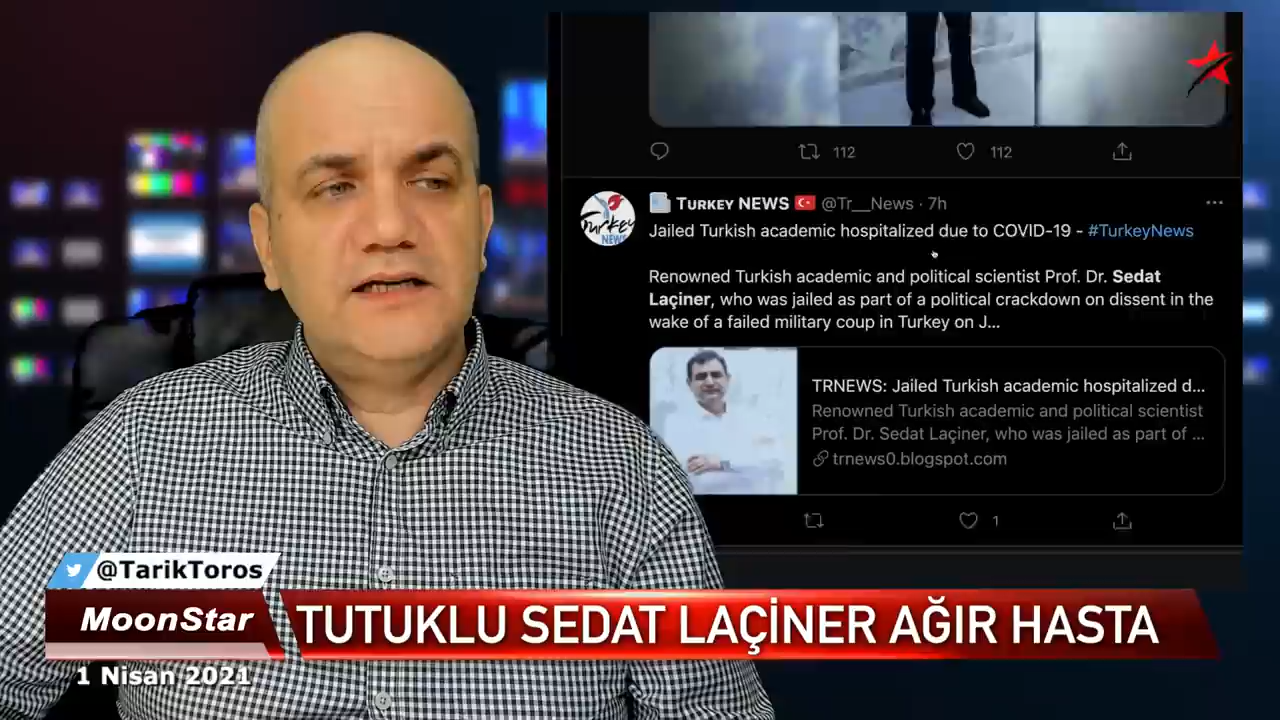 112
112
TURKEY NEWS @Tr__News · 7h
Jailed Turkish academic hospitalized due to COVID-19 - #TurkeyNews
Renowned Turkish academic and political scientist Prof. Dr. Sedat
Laçiner, who was jailed as part of a political crackdown on dissent in the
wake of a failed military coup in Turkey on J...
Turkey
NEWS
TRNEWS: Jailed Turkish academic hospitalized d...
Renowned Turkish academic and political scientist
Prof. Dr. Sedat Laçiner, who was jailed as part of ...
trnews0.blogspot.com
1
@TarikToros
MoonStar
TUTUKLU SEDAT LAÇİNER AĞIR HASTA
1 Nisan 2021